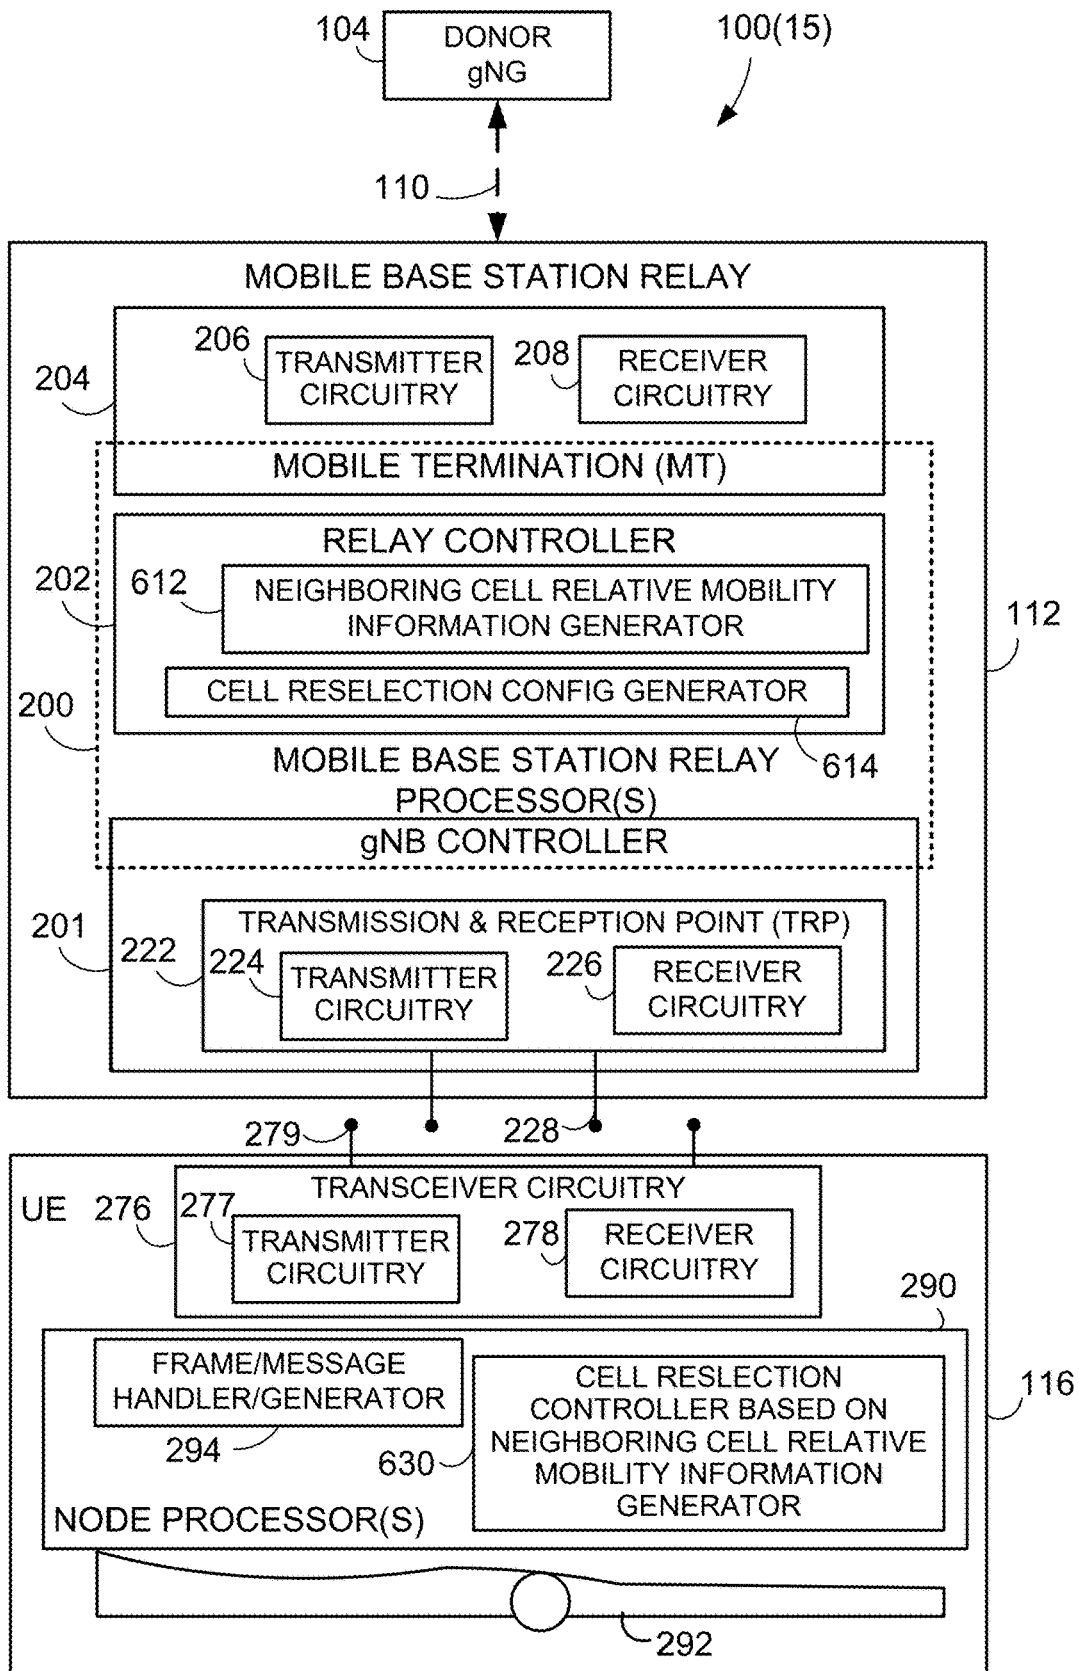 104
DONOR
gNG
100(15)
110
MOBILE BASE STATION RELAY
206
TRANSMITTER
CIRCUITRY
208
RECEIVER
CIRCUITRY
204
MOBILE TERMINATION (MT)
RELAY CONTROLLER
202
612
NEIGHBORING CELL RELATIVE MOBILITY
INFORMATION GENERATOR
112
CELL RESELECTION CONFIG GENERATOR
200
614
MOBILE BASE STATION RELAY
PROCESSOR(S)
gNB CONTROLLER
201
222
TRANSMISSION & RECEPTION POINT (TRP)
224
TRANSMITTER
CIRCUITRY
226
RECEIVER
CIRCUITRY
279
228
UE
276
TRANSCEIVER CIRCUITRY
277
TRANSMITTER
CIRCUITRY
278
RECEIVER
CIRCUITRY
290
FRAME/MESSAGE
HANDLER/GENERATOR
294
630
CELL RESLECTION
CONTROLLER BASED ON
NEIGHBORING CELL RELATIVE
MOBILITY INFORMATION
GENERATOR
116
NODE PROCESSOR(S)
292